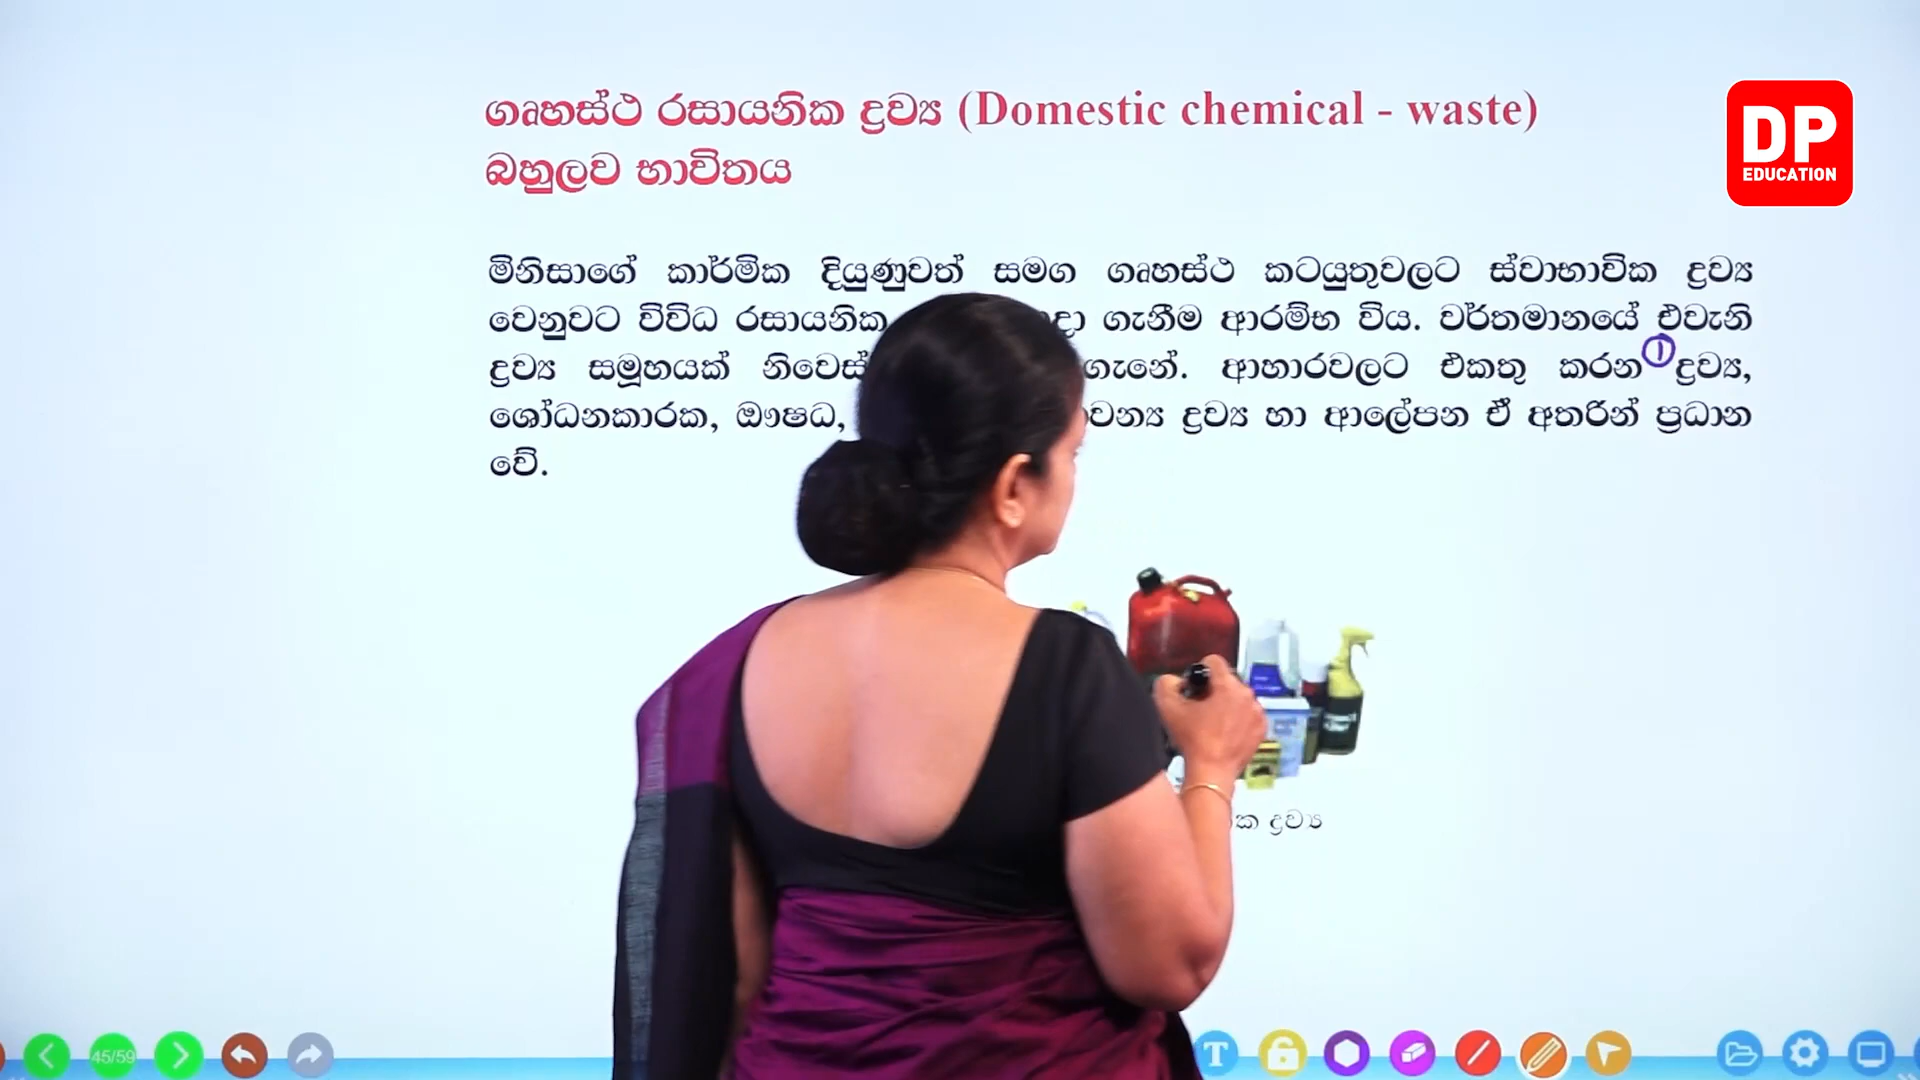 ගෘහස්ථ රසායනික ද්‍රව්‍ය (Domestic chemical - waste)
බහුලව භාවිතය
DP
EDUCATION
මිනිසාගේ කාර්මික දියුණුවත් සමග ගෘහස්ථ කටයුතුවලට ස්වාභාවික ද්‍රව්‍ය
වෙනුවට විවිධ රසායනික ගැනීම ආරම්භ විය. වර්තමානයේ එවැනි
ද්‍රව්‍ය සමූහයක් ගැනේ. ආහාරවලට එකතු කරන ① ද්‍රව්‍ය,
ශෝධනකාරක, ඖෂධ, ද්‍රව්‍ය හා ආලේපන ඒ අතරින් ප්‍රධාන
වේ.
ද්‍රව්‍ය
45/59
T